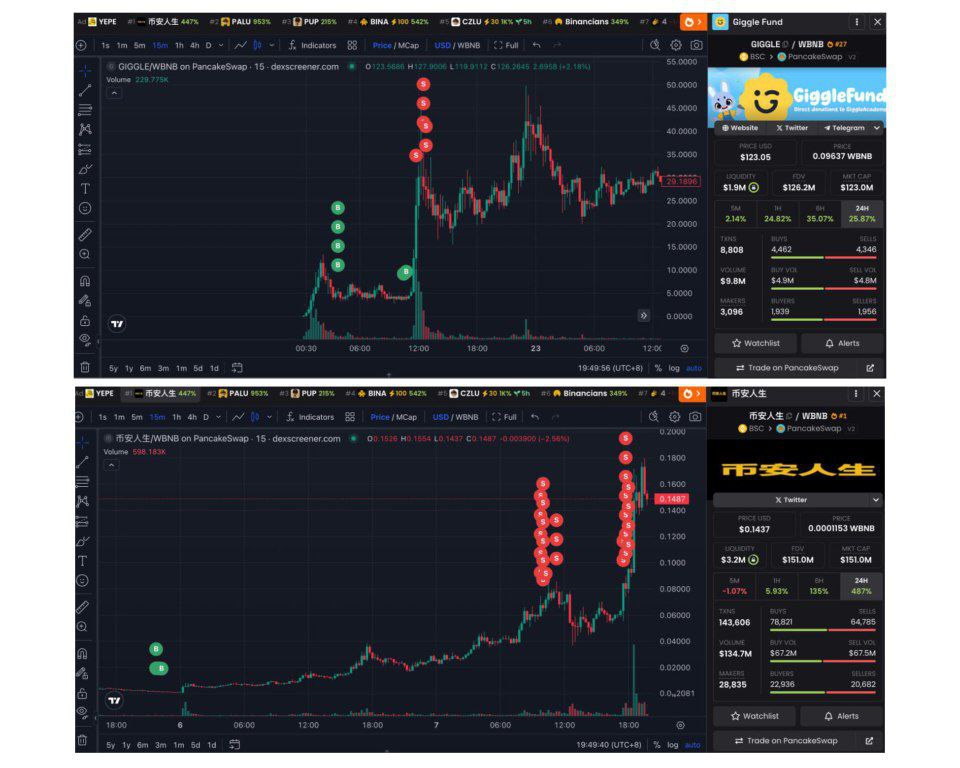 Ad YEPE #1 币安人生 447% #2 PALU 953% #3 PUP 215% #4 BINA 100 542% #5 CZLU 30 1K% 5h #6 Binancians 349% #7 4
Giggle Fund
1s 1m 5m 15m 1h 4h D Indicators Price / MCap USD / WBNB Full
GIGGLE / WBNB #27
BSC > PancakeSwap V2
GIGGLE/WBNB on PancakeSwap · 15 · dexscreener.com O123.5686 H127.9006 L119.9112 C126.2645 2.6958 (+2.18%)
Volume 229.775K
55.0000
50.0000
45.0000
40.0000
35.0000
29.1896
25.0000
20.0000
15.0000
10.0000
5.0000
0.0000
S
S
S
S
S
B
B
B
B
B
00:30 06:00 12:00 18:00 23 06:00 12:00
5y 1y 6m 3m 1m 5d 1d
19:49:56 (UTC+8) % log auto
GiggleFund
Direct donations to GiggleAcademy
Website Twitter Telegram
PRICE USD PRICE
$123.05 0.09637 WBNB
LIQUIDITY FDV MKT CAP
$1.9M $126.2M $123.0M
5M 1H 6H 24H
2.14% 24.82% 35.07% 25.87%
TXNS BUYS SELLS
8,808 4,462 4,346
VOLUME BUY VOL SELL VOL
$9.8M $4.9M $4.8M
MAKERS BUYERS SELLERS
3,096 1,939 1,956
Watchlist Alerts
Trade on PancakeSwap
Ad YEPE #1 币安人生 447% #2 PALU 953% #3 PUP 215% #4 BINA 100 542% #5 CZLU 30 1K% 5h #6 Binancians 349% #7 4
币安人生
1s 1m 5m 15m 1h 4h D Indicators Price / MCap USD / WBNB Full
币安人生 / WBNB #1
BSC > PancakeSwap V2
币安人生/WBNB on PancakeSwap · 15 · dexscreener.com O0.1526 H0.1554 L0.1437 C0.1487 -0.003900 (-2.56%)
Volume 598.183K
0.2000
0.1800
0.1600
0.1487
0.1400
0.1200
0.1000
0.08000
0.06000
0.04000
0.02000
0.0₄2081
S
S
S
S
S
S
S
S
B
B
18:00 6 06:00 12:00 18:00 7 06:00 12:00 18:00
5y 1y 6m 3m 1m 5d 1d
19:49:40 (UTC+8) % log auto
币安人生
Twitter
PRICE USD PRICE
$0.1437 0.0001153 WBNB
LIQUIDITY FDV MKT CAP
$3.2M $151.0M $151.0M
5M 1H 6H 24H
-1.07% 5.93% 135% 487%
TXNS BUYS SELLS
143,606 78,821 64,785
VOLUME BUY VOL SELL VOL
$134.7M $67.2M $67.5M
MAKERS BUYERS SELLERS
28,835 22,936 20,682
Watchlist Alerts
Trade on PancakeSwap